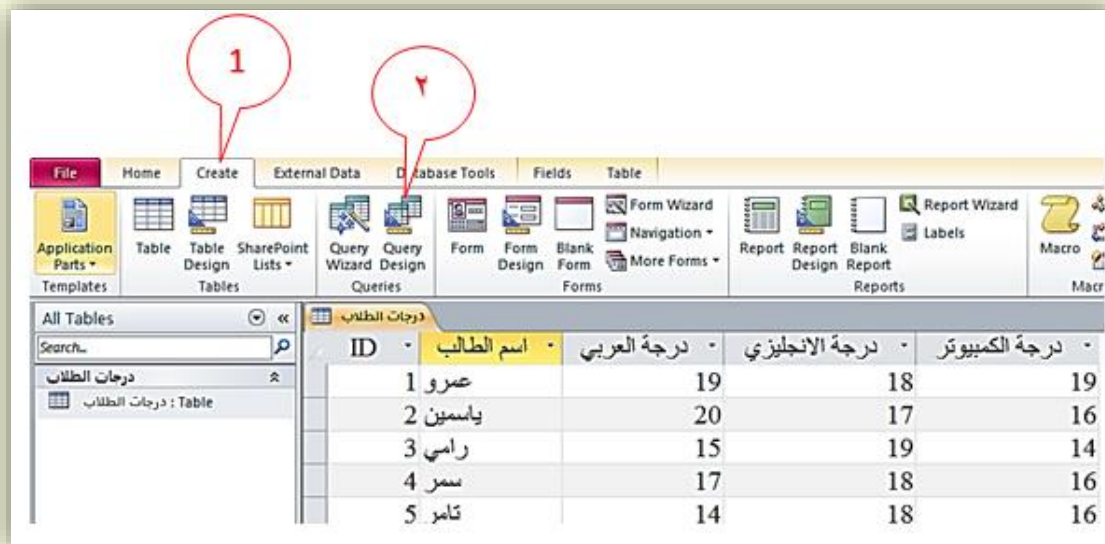 1
٢
File Home Create External Data Database Tools Fields Table
Application Parts
Table
Table Design
SharePoint Lists
Query Wizard
Query Design
Form
Form Design
Blank Form
Form Wizard
Navigation
More Forms
Report
Report Design
Blank Report
Report Wizard
Labels
Macro
Templates Tables Queries Forms Reports Macr
All Tables
Search...
درجات الطلاب
درجات الطلاب : Table
درجات الطلاب
ID اسم الطالب درجة العربي درجة الانجليزي درجة الكمبيوتر
1 عمرو 19 18 19
2 ياسمين 20 17 16
3 رامي 15 19 14
4 سمر 17 18 16
5 تامر 14 18 16